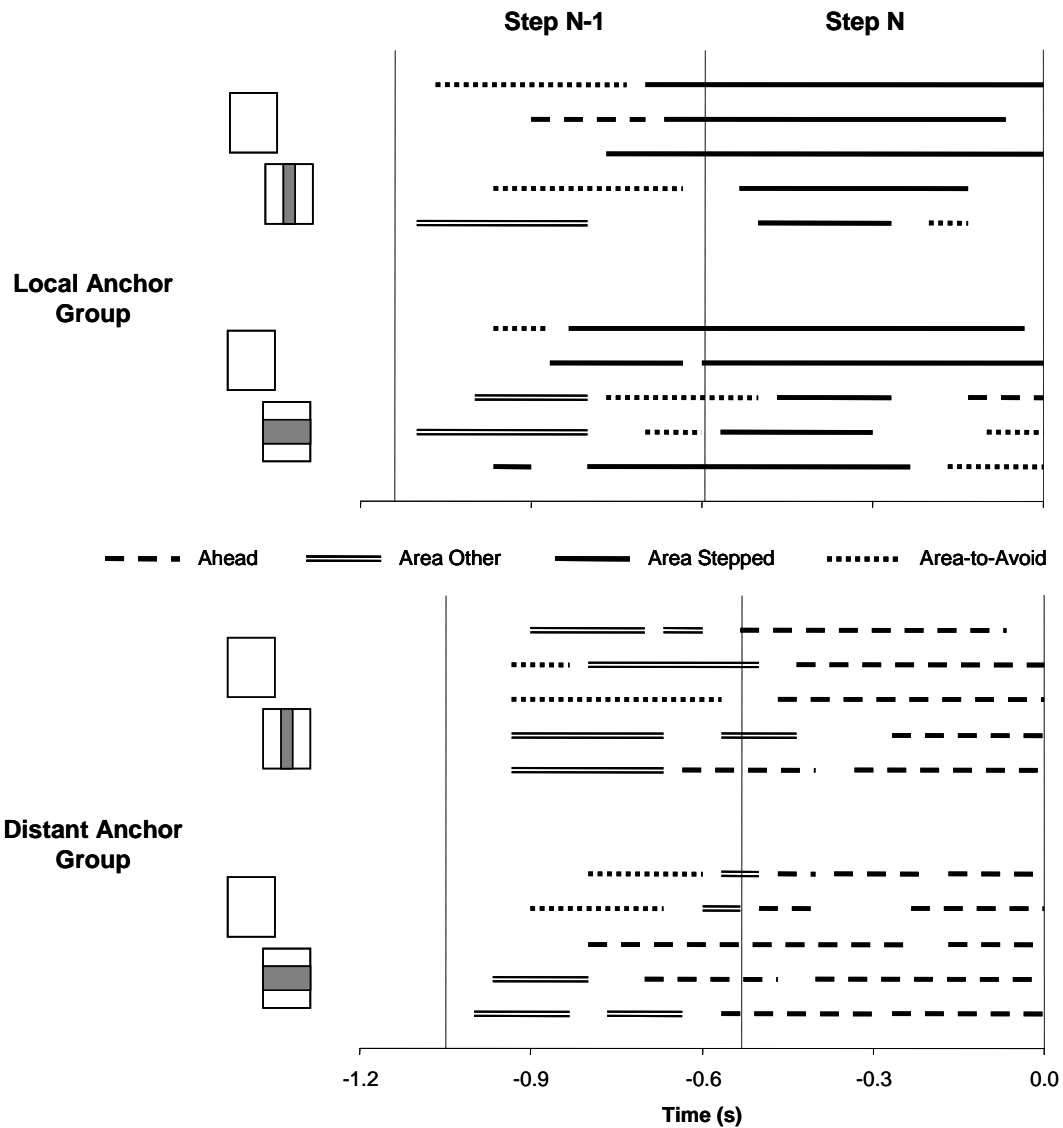 Step N-1 Step N
Local Anchor
Group
Ahead Area Other Area Stepped Area-to-Avoid
Distant Anchor
Group
-1.2 -0.9 -0.6 -0.3 0.0
Time (s)